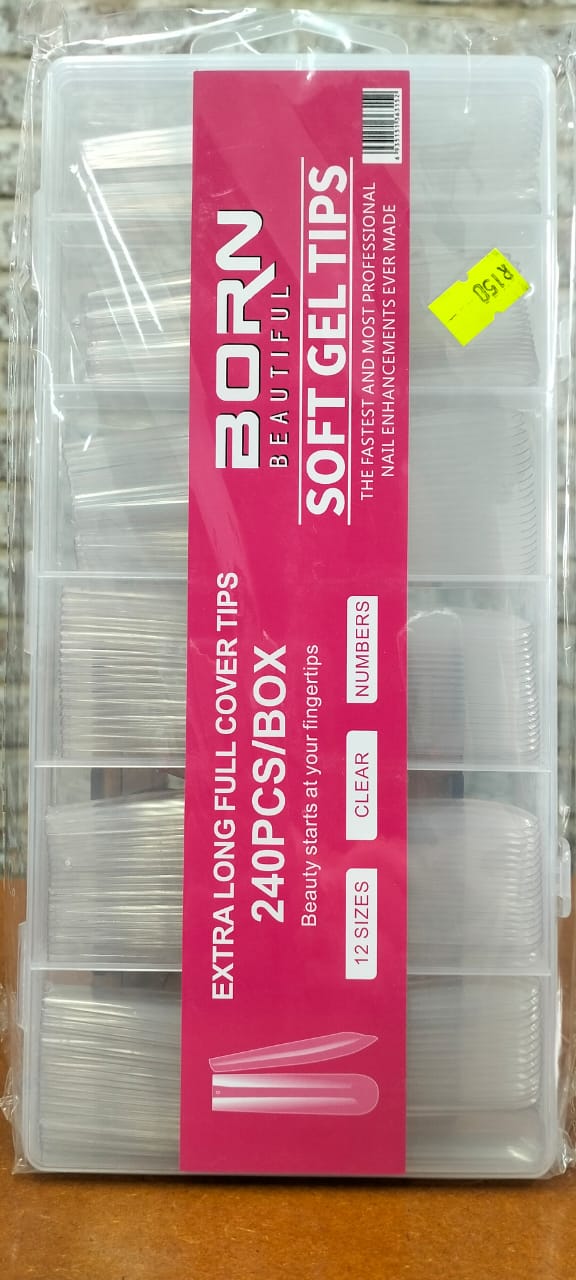 BORN
BEAUTIFUL
SOFT GEL TIPS
THE FASTEST AND MOST PROFESSIONAL
NAIL ENHANCEMENTS EVER MADE
EXTRA LONG FULL COVER TIPS
240PCS/BOX
Beauty starts at your fingertips
12 SIZES
CLEAR
NUMBERS
R150